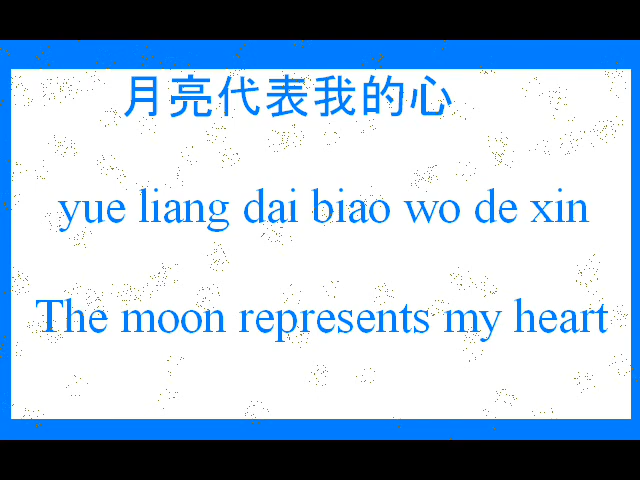 月亮代表我的心
yue liang dai biao wo de xin
The moon represents my heart